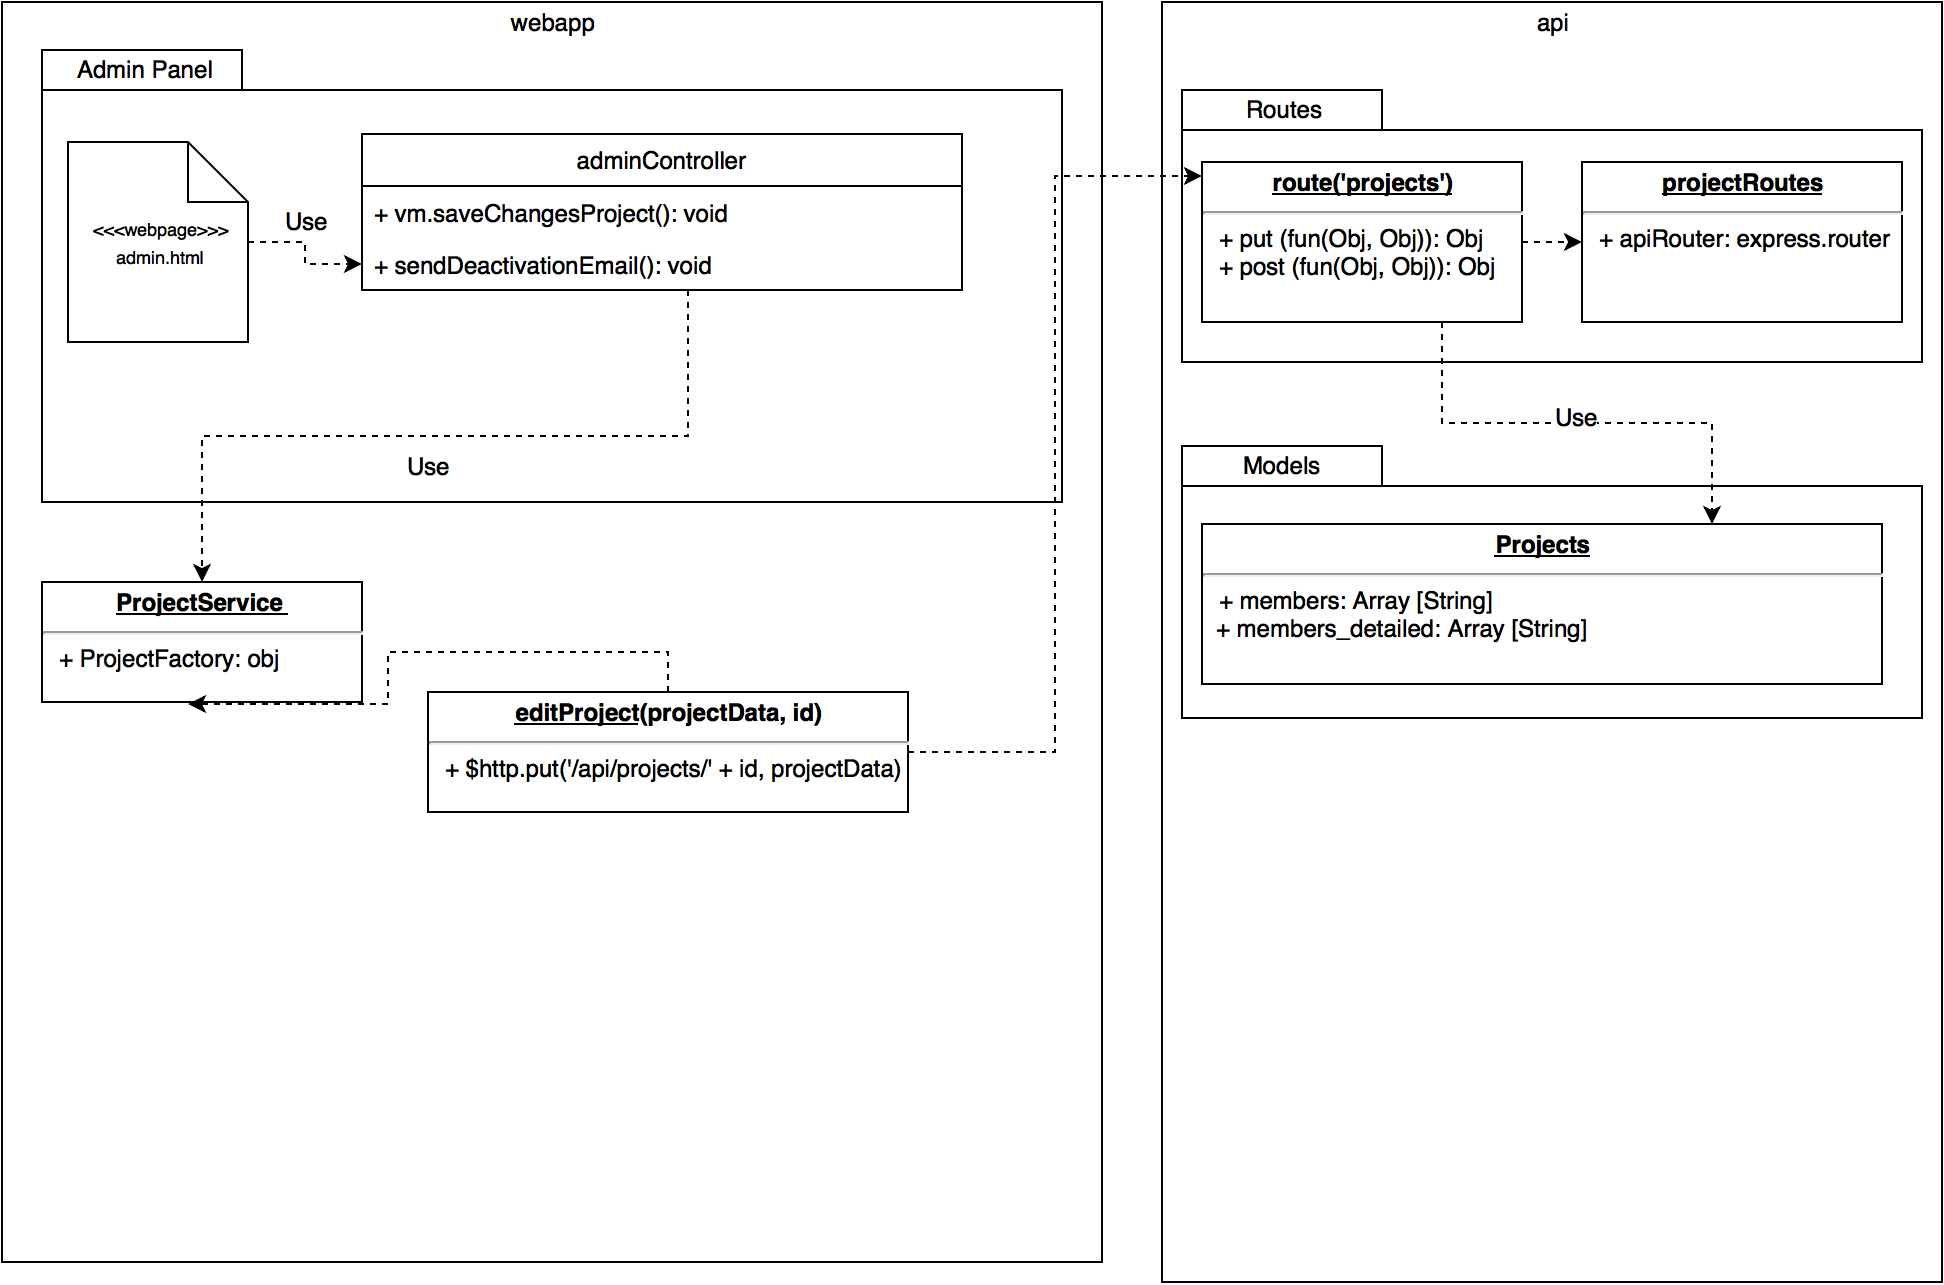 webapp
Admin Panel
<<<webpage>>>
admin.html
Use
adminController
+ vm.saveChangesProject(): void
+ sendDeactivationEmail(): void
Use
ProjectService
+ ProjectFactory: obj
editProject(projectData, id)
+ $http.put('/api/projects/' + id, projectData)
api
Routes
route('projects')
+ put (fun(Obj, Obj)): Obj
+ post (fun(Obj, Obj)): Obj
projectRoutes
+ apiRouter: express.router
Use
Models
Projects
+ members: Array [String]
+ members_detailed: Array [String]